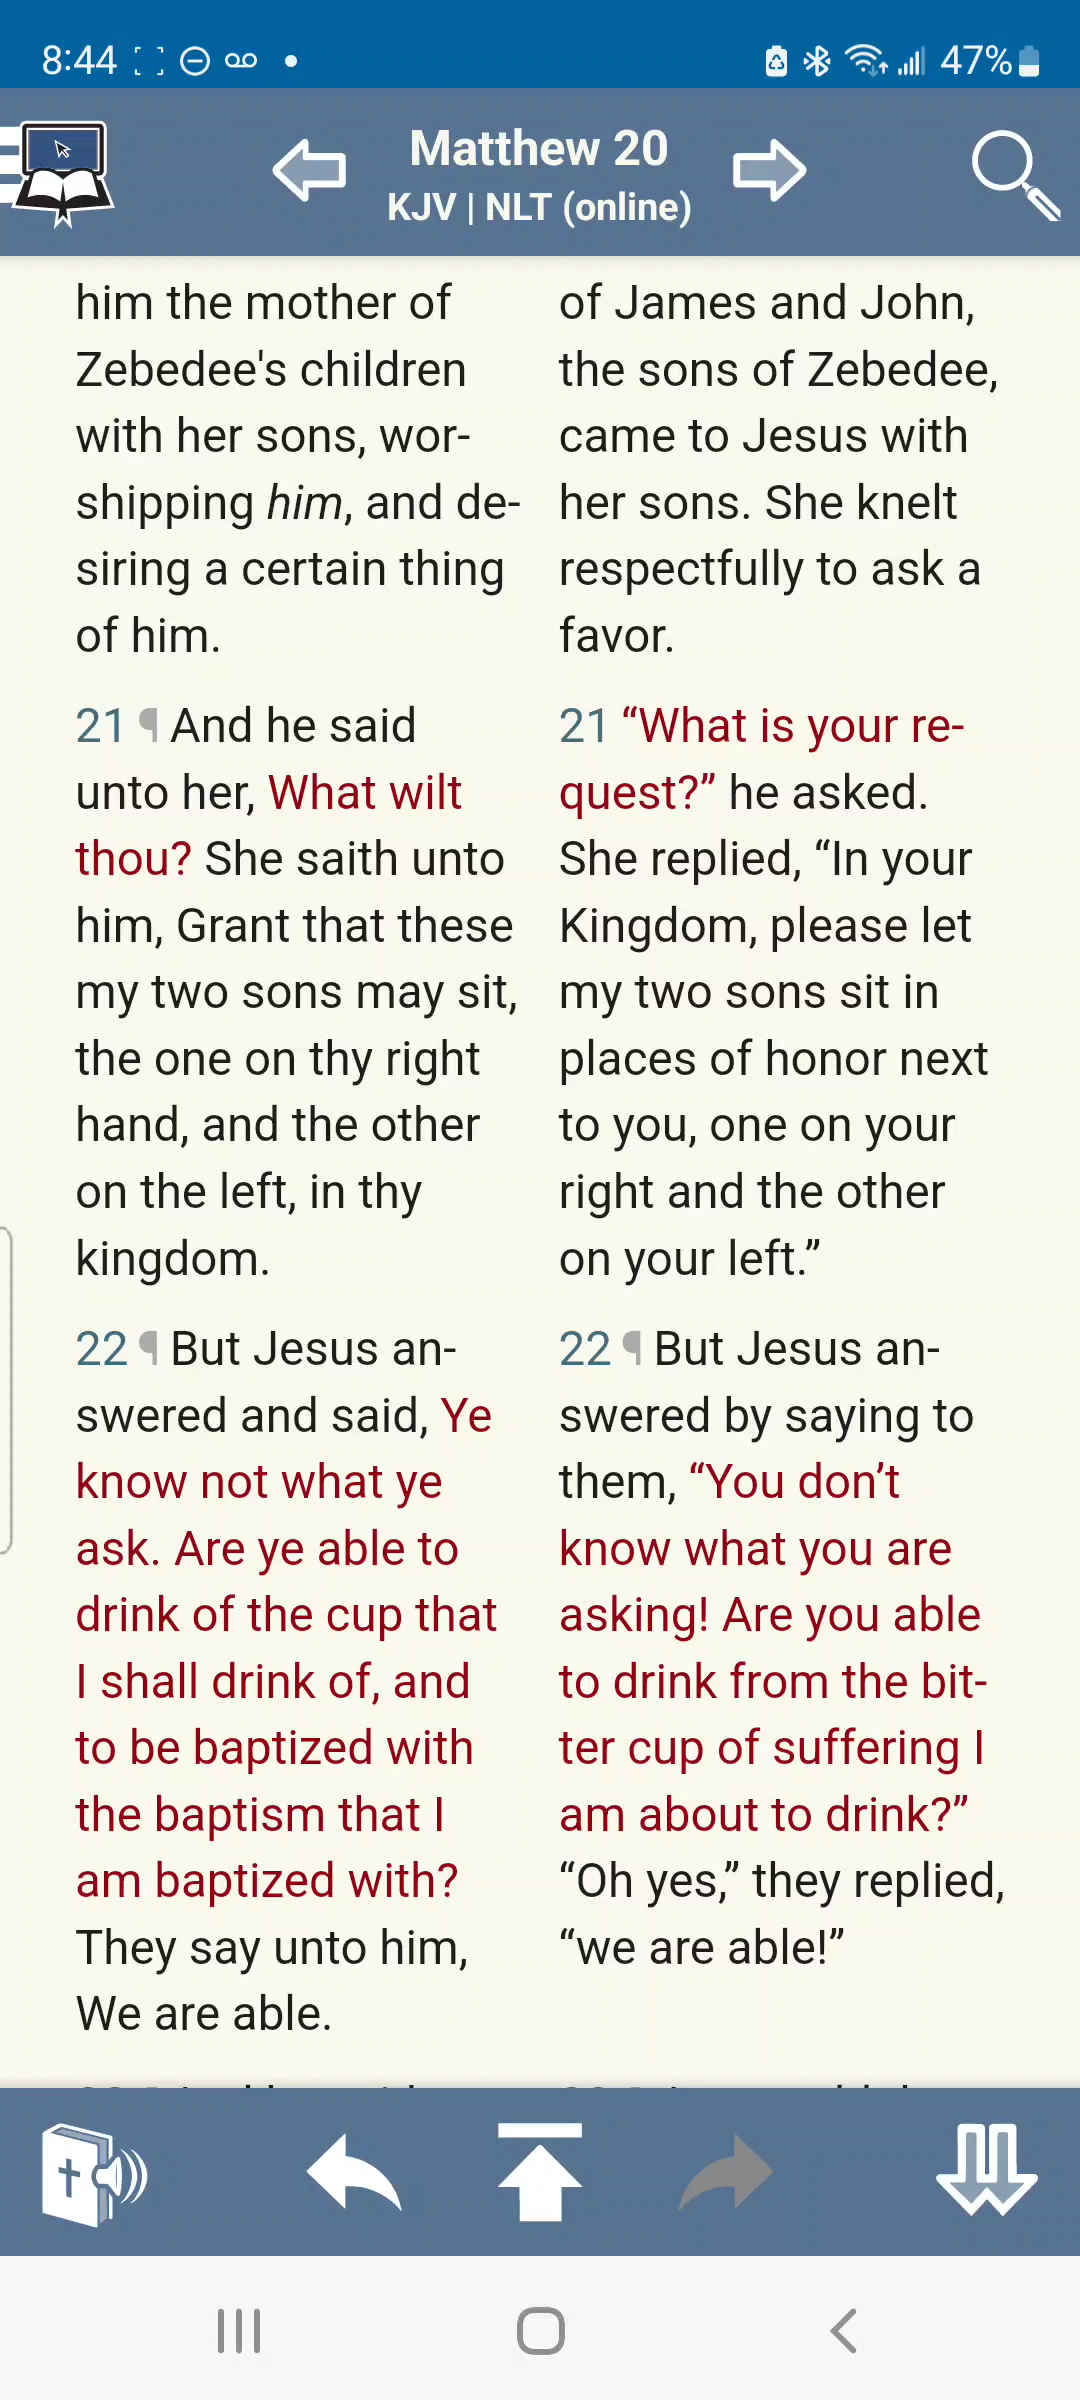 8:44
47%
Matthew 20
KJV | NLT (online)
him the mother of
Zebedee's children
with her sons, wor-
shipping him, and de-
siring a certain thing
of him.
21 ¶ And he said
unto her, What wilt
thou? She saith unto
him, Grant that these
my two sons may sit,
the one on thy right
hand, and the other
on the left, in thy
kingdom.
22 ¶ But Jesus an-
swered and said, Ye
know not what ye
ask. Are ye able to
drink of the cup that
I shall drink of, and
to be baptized with
the baptism that I
am baptized with?
They say unto him,
We are able.
of James and John,
the sons of Zebedee,
came to Jesus with
her sons. She knelt
respectfully to ask a
favor.
21 “What is your re-
quest?” he asked.
She replied, “In your
Kingdom, please let
my two sons sit in
places of honor next
to you, one on your
right and the other
on your left.”
22 ¶ But Jesus an-
swered by saying to
them, “You don’t
know what you are
asking! Are you able
to drink from the bit-
ter cup of suffering I
am about to drink?”
“Oh yes,” they replied,
“we are able!”